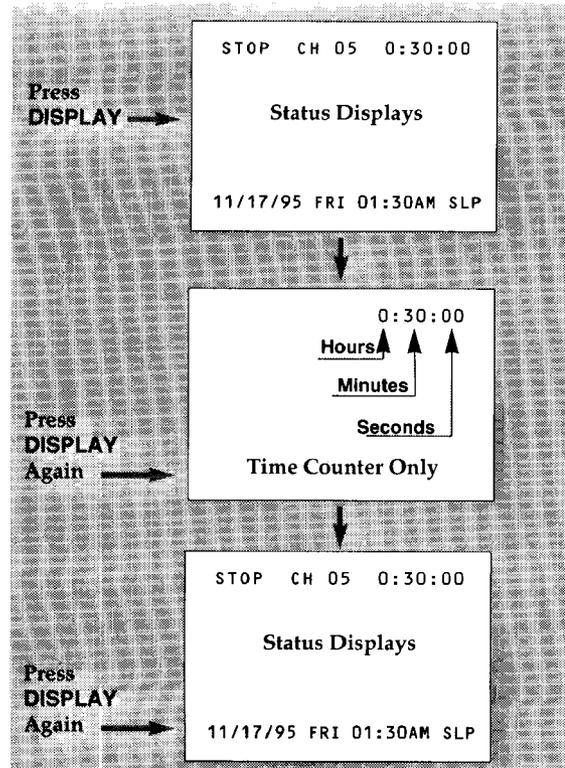 STOP CH 05 0:30:00
Press
DISPLAY
Status Displays
11/17/95 FRI 01:30AM SLP
0:30:00
Hours
Minutes
Seconds
Press
DISPLAY
Again
Time Counter Only
STOP CH 05 0:30:00
Status Displays
Press
DISPLAY
Again
11/17/95 FRI 01:30AM SLP